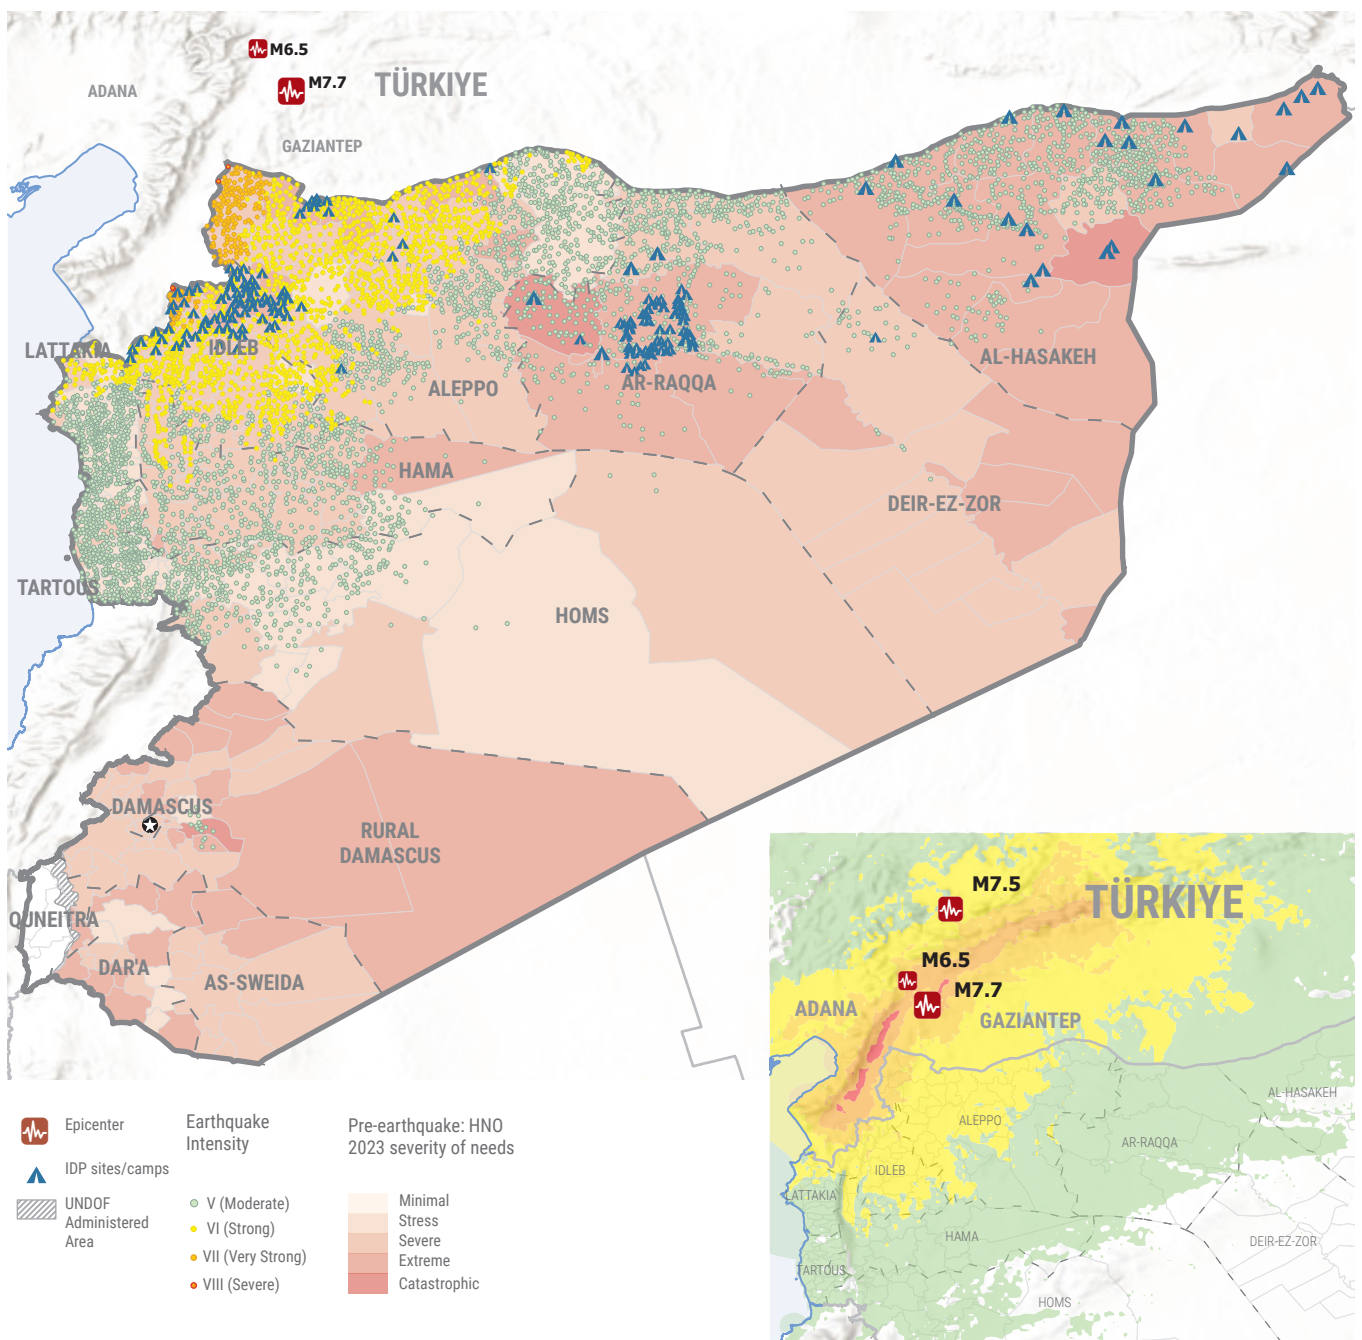 M6.5
M7.7
TÜRKIYE
ADANA
GAZIANTEP
LATTAKIA
IDLEB
ALEPPO
AR-RAQQA
AL-HASAKEH
HAMA
DEIR-EZ-ZOR
TARTOUS
HOMS
DAMASCUS
RURAL
DAMASCUS
QUNEITRA
DAR'A
AS-SWEIDA
M7.5
TÜRKIYE
M6.5
M7.7
ADANA
GAZIANTEP
AL-HASAKEH
ALEPPO
AR-RAQQA
IDLEB
LATTAKIA
HAMA
DEIR-EZ-ZOR
TARTOUS
HOMS
Epicenter
IDP sites/camps
UNDOF
Administered
Area
Earthquake
Intensity
V (Moderate)
VI (Strong)
VII (Very Strong)
VIII (Severe)
Pre-earthquake: HNO
2023 severity of needs
Minimal
Stress
Severe
Extreme
Catastrophic